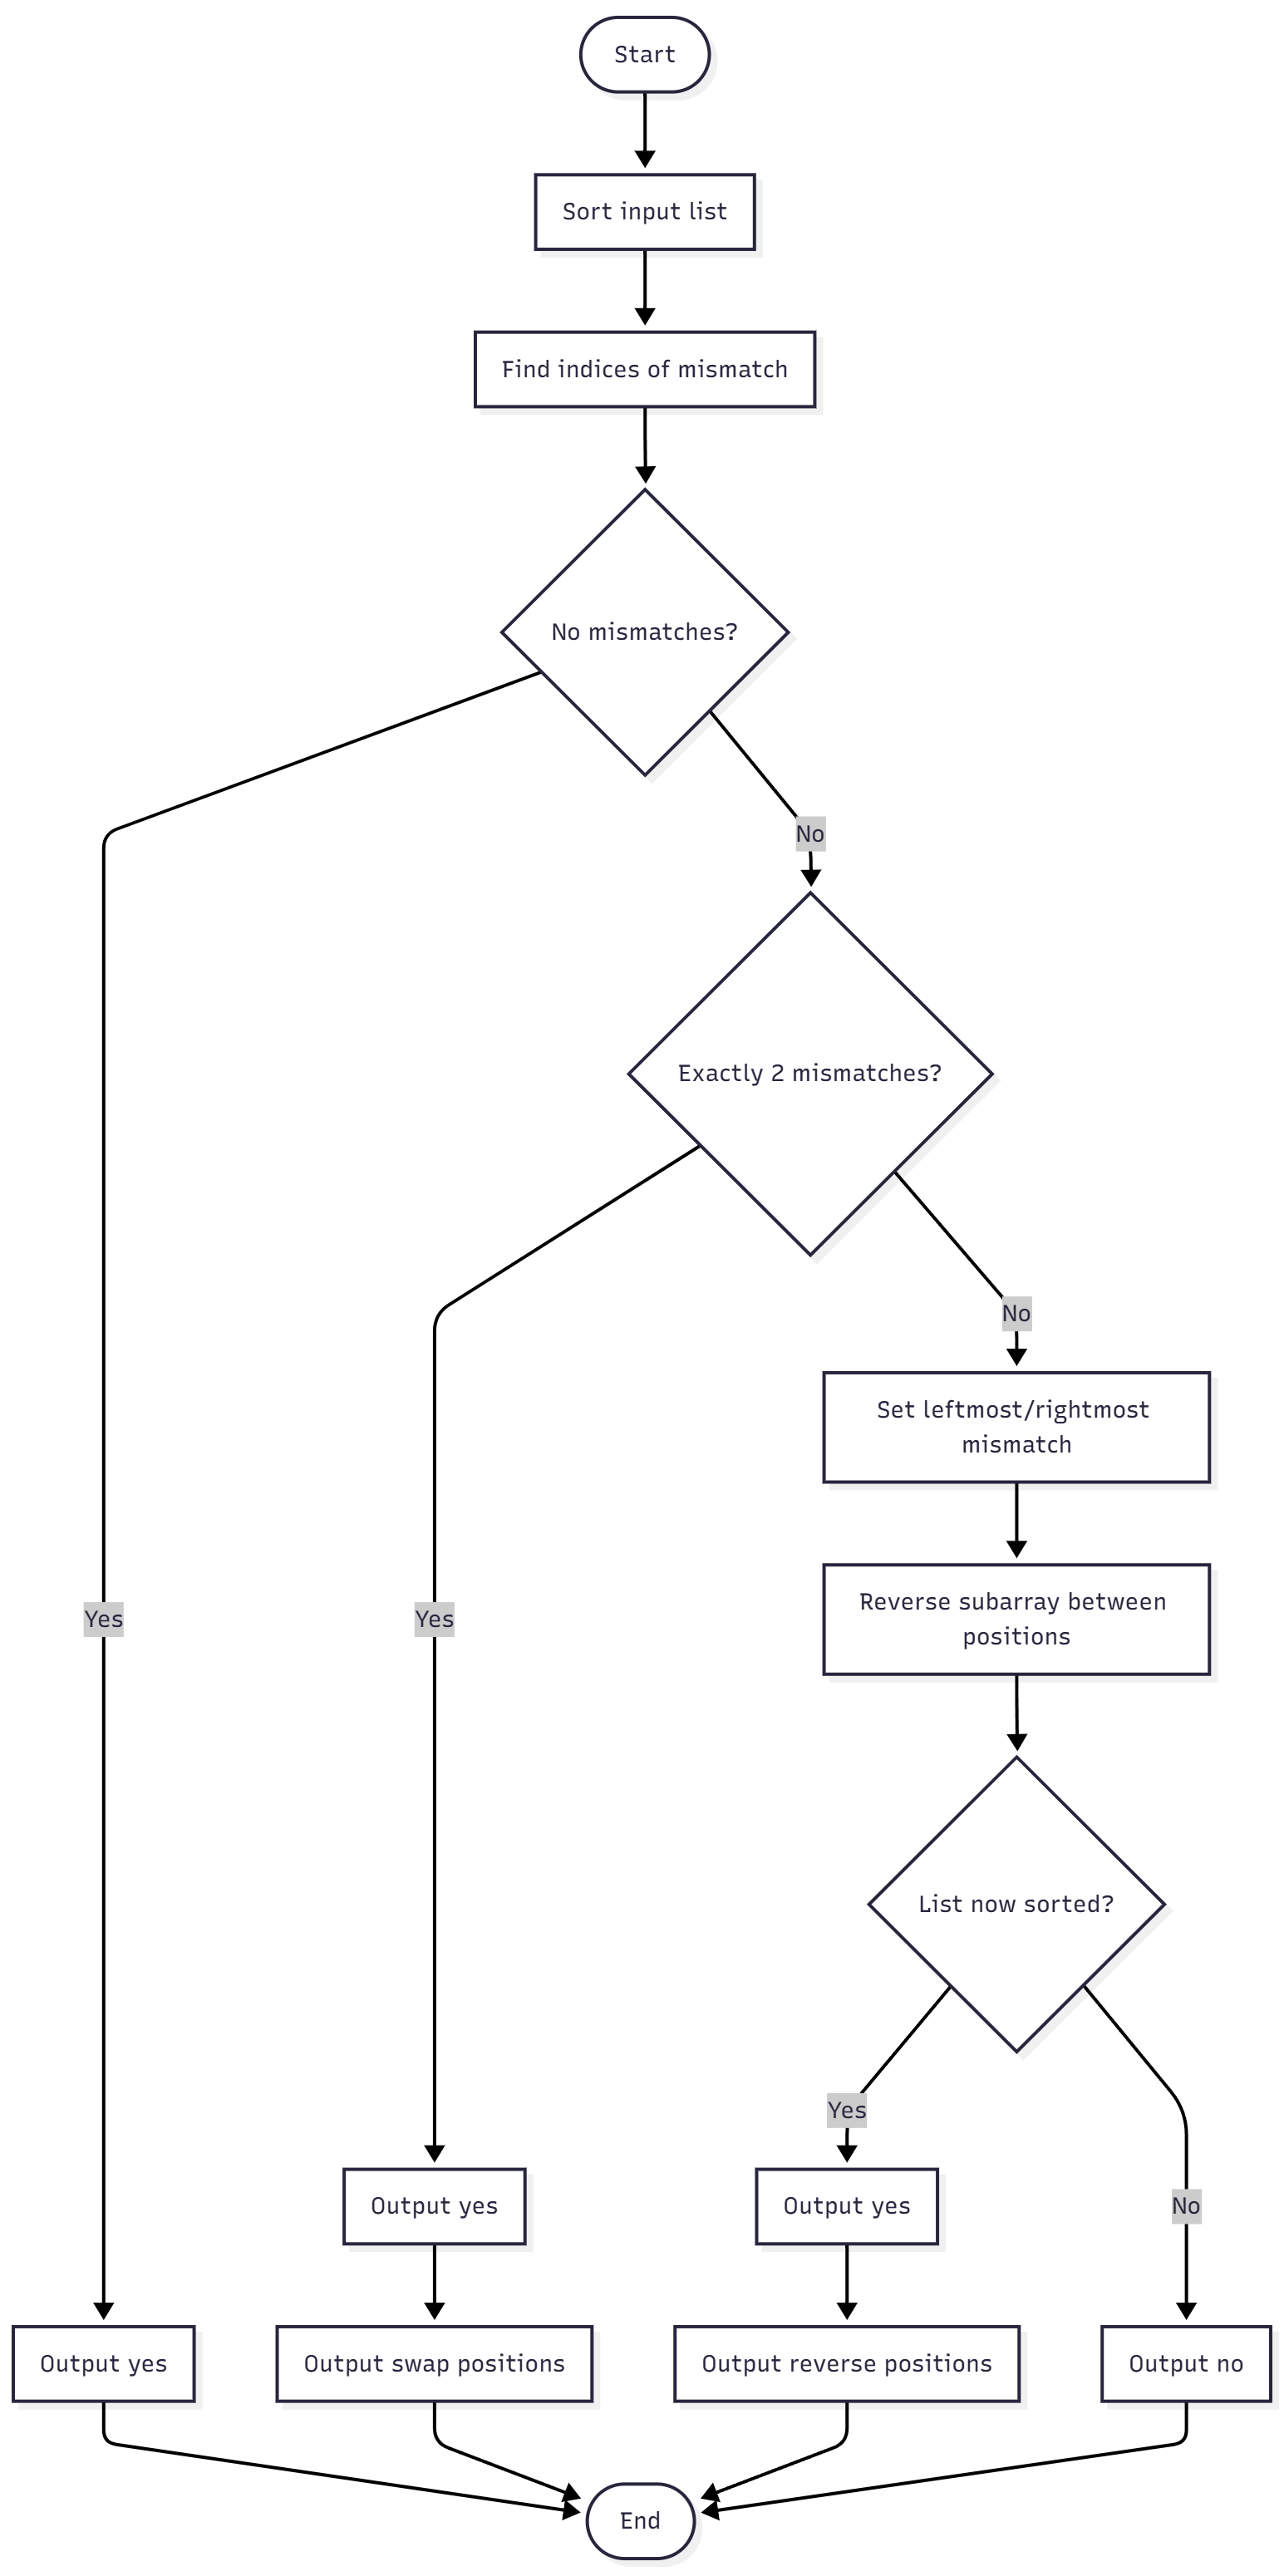 Start
Sort input list
Find indices of mismatch
No mismatches?
No
Exactly 2 mismatches?
No
Set leftmost/rightmost
mismatch
Reverse subarray between
positions
Yes
Yes
List now sorted?
Yes
Output yes
Output yes
No
Output yes
Output swap positions
Output reverse positions
Output no
End